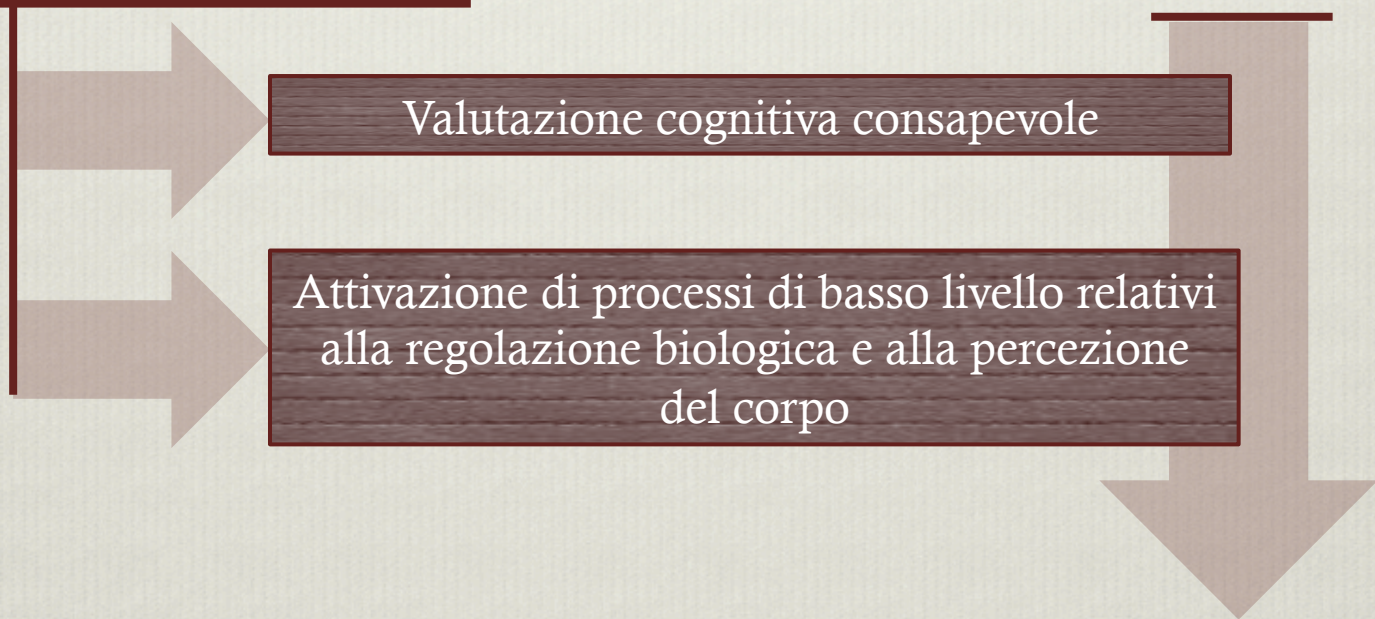 Valutazione cognitiva consapevole
Attivazione di processi di basso livello relativi
alla regolazione biologica e alla percezione
del corpo